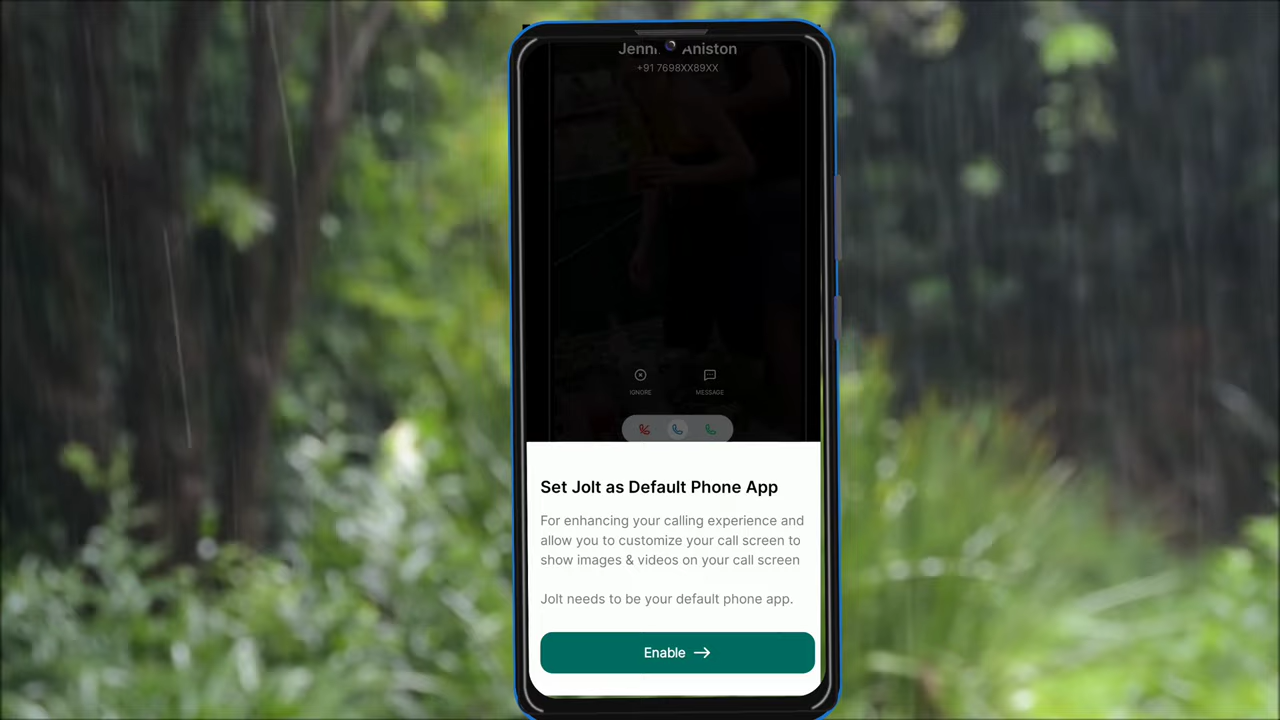 Jenni Aniston
+91 7698XX89XX
IGNORE
MESSAGE
Set Jolt as Default Phone App
For enhancing your calling experience and
allow you to customize your call screen to
show images & videos on your call screen
Jolt needs to be your default phone app.
Enable